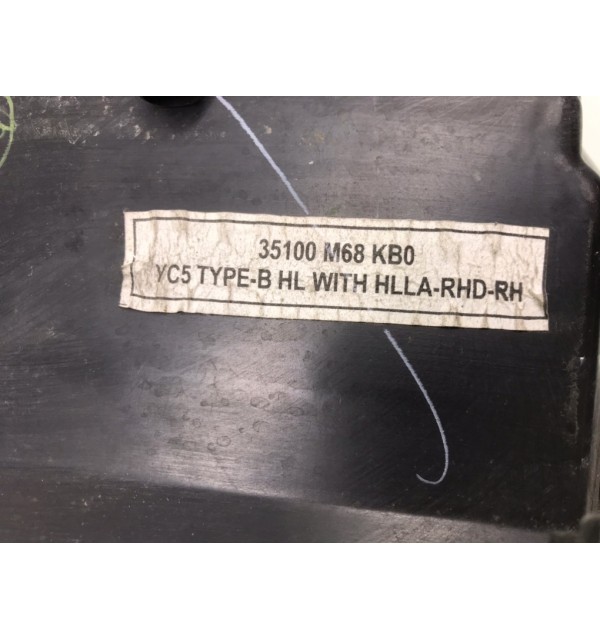 35100 M68 KB0
YC5 TYPE-B HL WITH HLLA-RHD-RH